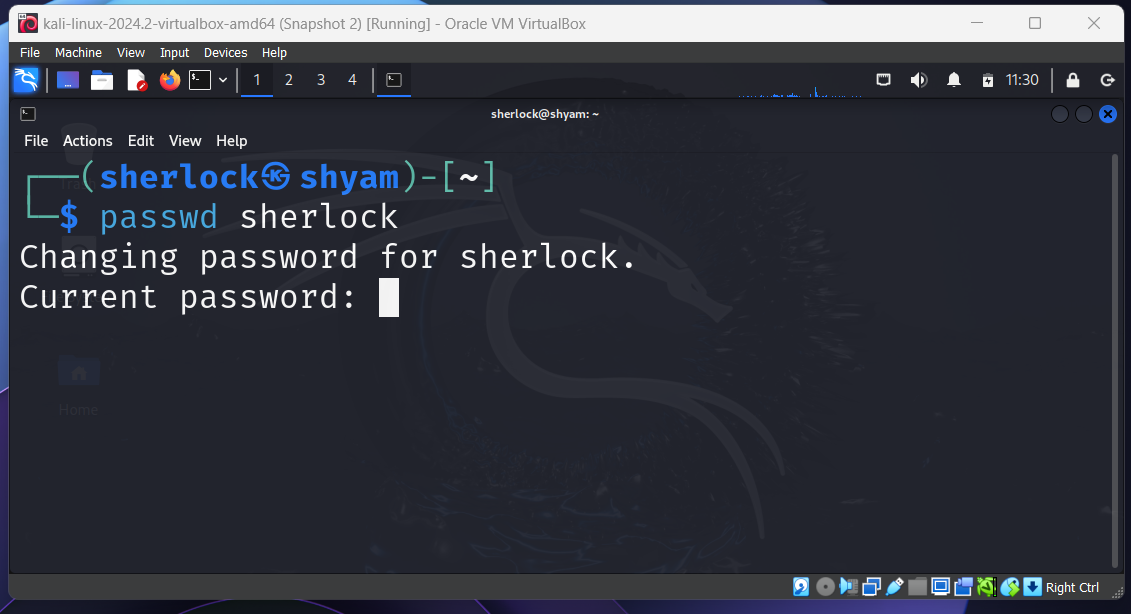 kali-linux-2024.2-virtualbox-amd64 (Snapshot 2) [Running] - Oracle VM VirtualBox
File Machine View Input Devices Help
1 2 3 4 11:30
sherlock@shyam: ~
File Actions Edit View Help
┌──(sherlock㉿shyam)-[~]
└─$ passwd sherlock
Changing password for sherlock.
Current password:
Home
Right Ctrl